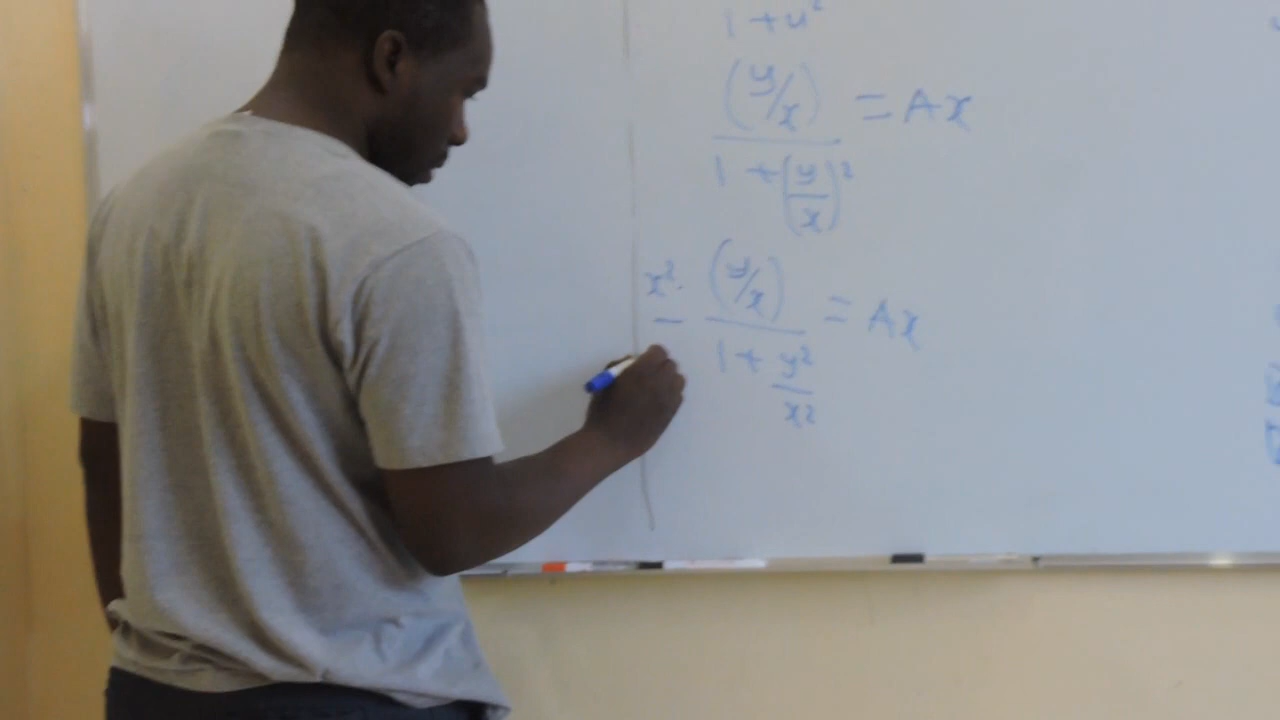 1 + u²
(y/x) / (1 + (y/x)²) = Ax
x²/ · (y/x) / (1 + y²/x²) = Ax